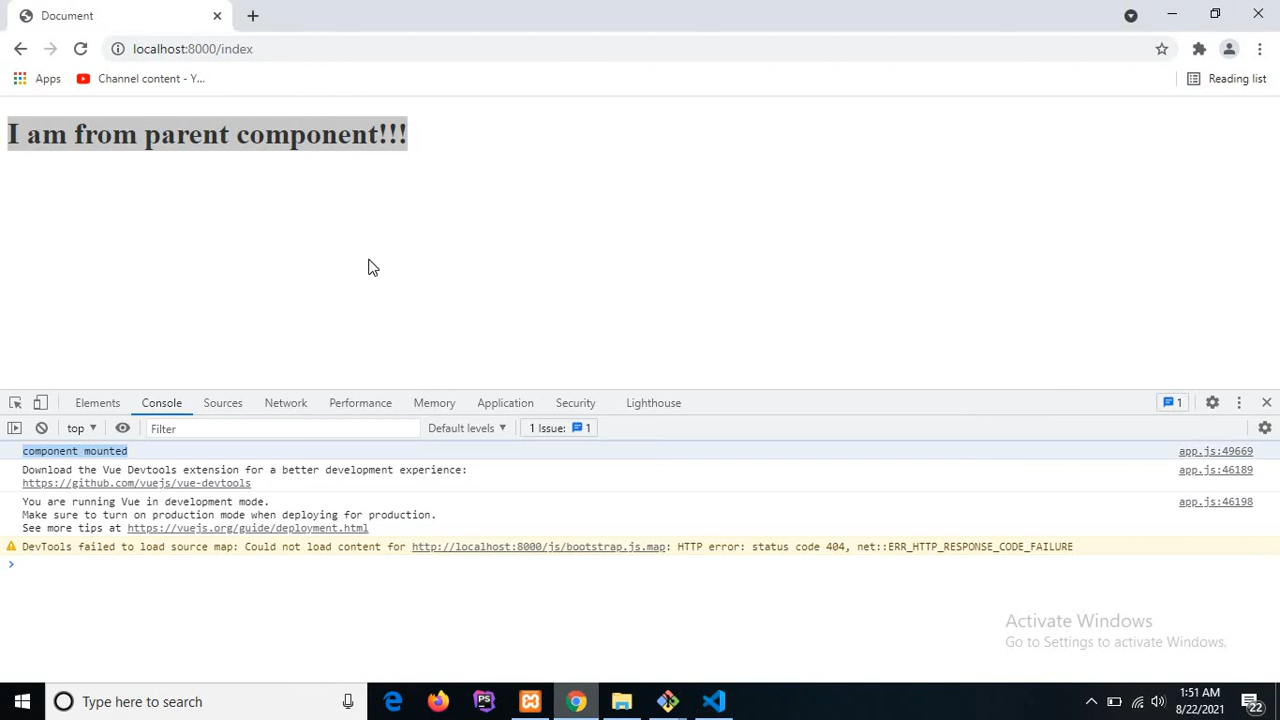 Document
localhost:8000/index
Apps
Channel content - Y...
Reading list
I am from parent component!!!
Elements
Console
Sources
Network
Performance
Memory
Application
Security
Lighthouse
1
top
Filter
Default levels
1 Issue:
1
component mounted
app.js:49669
Download the Vue Devtools extension for a better development experience:
app.js:46189
https://github.com/vuejs/vue-devtools
You are running Vue in development mode.
app.js:46198
Make sure to turn on production mode when deploying for production.
See more tips at https://vuejs.org/guide/deployment.html
DevTools failed to load source map: Could not load content for http://localhost:8000/js/bootstrap.js.map: HTTP error: status code 404, net::ERR_HTTP_RESPONSE_CODE_FAILURE
Activate Windows
Go to Settings to activate Windows.
Type here to search
PS
1:51 AM
8/22/2021
22